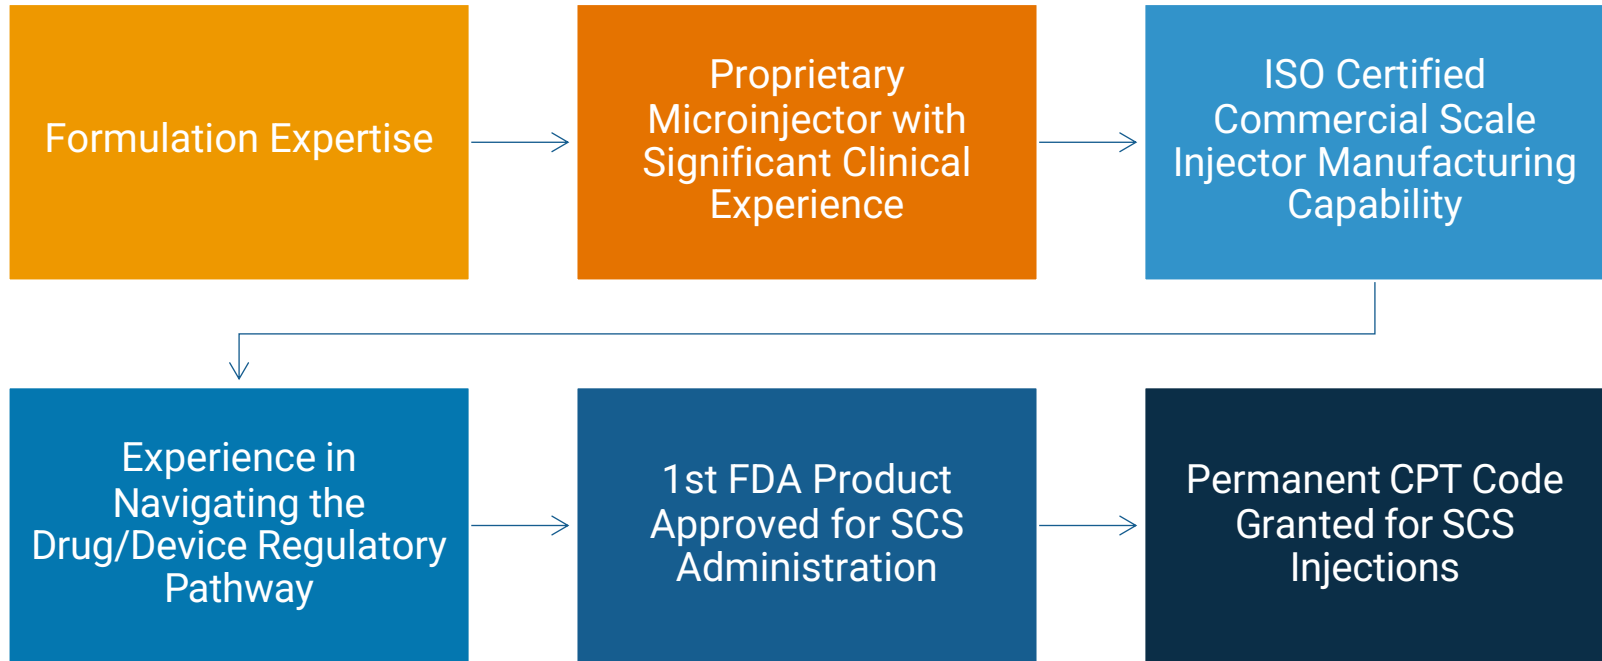 Formulation Expertise
Proprietary
Microinjector with
Significant Clinical
Experience
ISO Certified
Commercial Scale
Injector Manufacturing
Capability
Experience in
Navigating the
Drug/Device Regulatory
Pathway
1st FDA Product
Approved for SCS
Administration
Permanent CPT Code
Granted for SCS
Injections